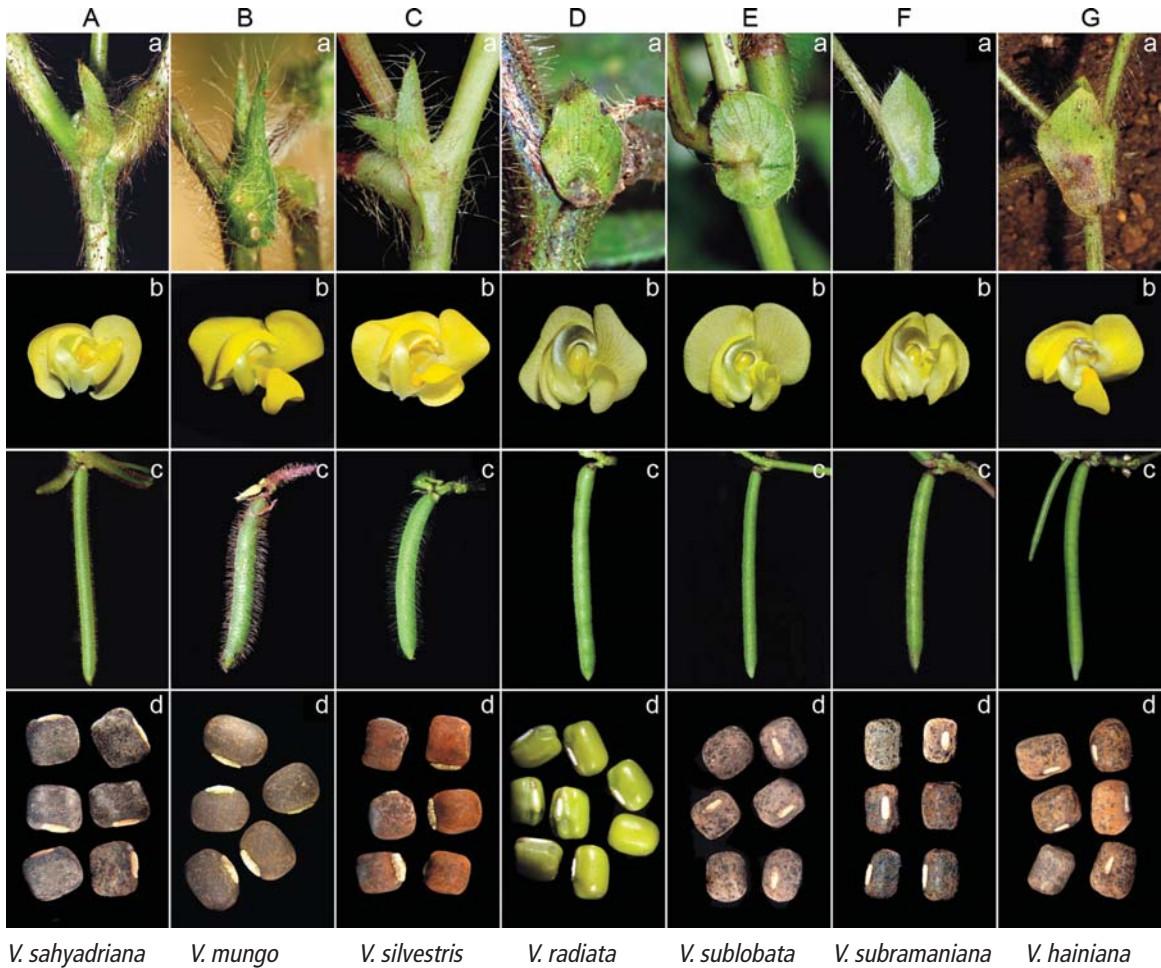 A B C D E F G
a a a a a a a
b b b b b b b
c c c c c c c
d d d d d d d
V. sahyadriana V. mungo V. silvestris V. radiata V. sublobata V. subramaniana V. hainiana